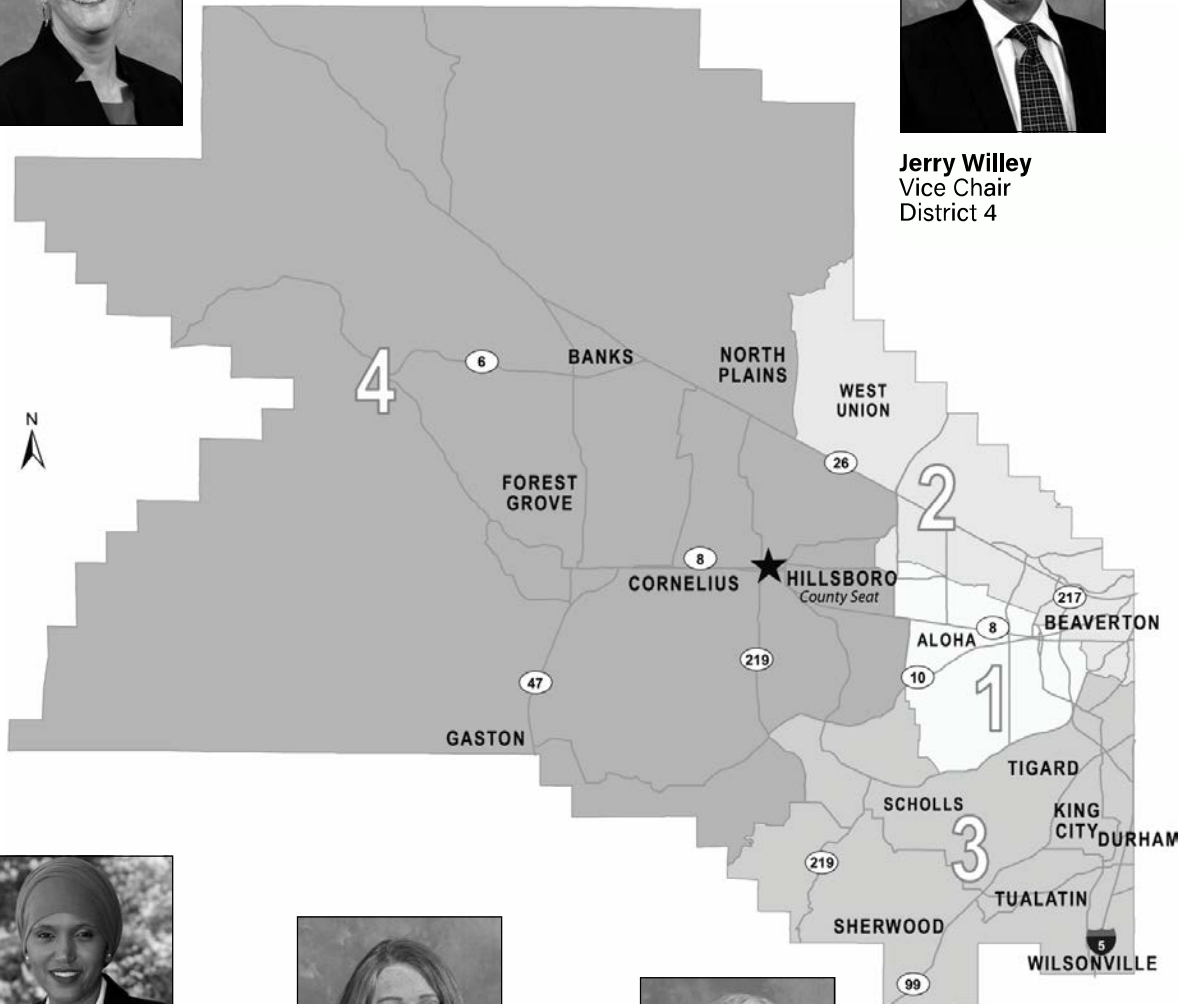 Jerry Willey
Vice Chair
District 4
N
4
6
BANKS
NORTH
PLAINS
WEST
UNION
26
2
FOREST
GROVE
8
CORNELIUS
HILLSBORO
County Seat
217
BEAVERTON
8
ALOHA
219
10
1
47
GASTON
TIGARD
SCHOLLS
KING
CITY
DURHAM
3
219
TUALATIN
SHERWOOD
5
WILSONVILLE
99